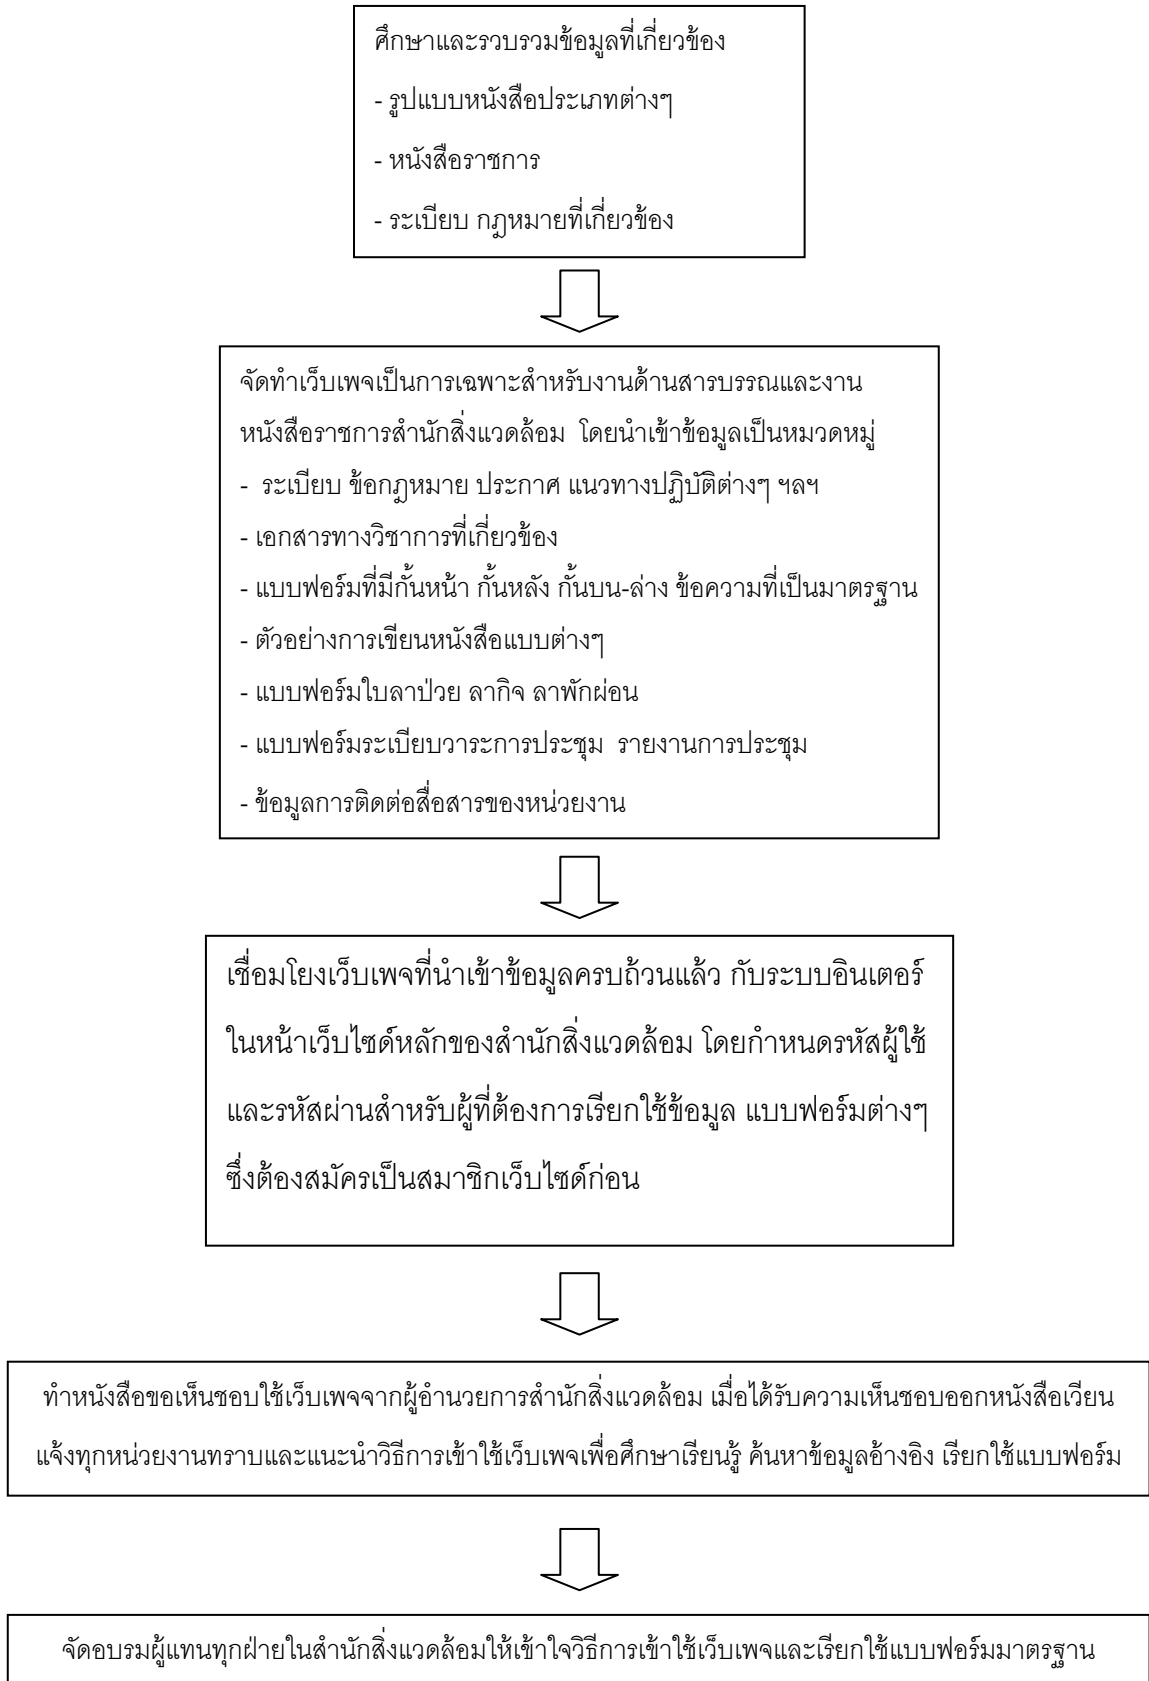 ศึกษาและรวบรวมข้อมูลที่เกี่ยวข้อง
- รูปแบบหนังสือประเภทต่างๆ
- หนังสือราชการ
- ระเบียบ กฎหมายที่เกี่ยวข้อง
จัดทำเว็บเพจเป็นการเฉพาะสำหรับงานด้านสารบรรณและงาน
หนังสือราชการสำนักสิ่งแวดล้อม โดยนำเข้าข้อมูลเป็นหมวดหมู่
- ระเบียบ ข้อกฎหมาย ประกาศ แนวทางปฏิบัติต่างๆ ฯลฯ
- เอกสารทางวิชาการที่เกี่ยวข้อง
- แบบฟอร์มที่มีกั้นหน้า กั้นหลัง กั้นบน-ล่าง ข้อความที่เป็นมาตรฐาน
- ตัวอย่างการเขียนหนังสือแบบต่างๆ
- แบบฟอร์มใบลาป่วย ลากิจ ลาพักผ่อน
- แบบฟอร์มระเบียบวาระการประชุม รายงานการประชุม
- ข้อมูลการติดต่อสื่อสารของหน่วยงาน
เชื่อมโยงเว็บเพจที่นำเข้าข้อมูลครบถ้วนแล้ว กับระบบอินเตอร์
ในหน้าเว็บไซด์หลักของสำนักสิ่งแวดล้อม โดยกำหนดรหัสผู้ใช้
และรหัสผ่านสำหรับผู้ที่ต้องการเรียกใช้ข้อมูล แบบฟอร์มต่างๆ
ซึ่งต้องสมัครเป็นสมาชิกเว็บไซด์ก่อน
ทำหนังสือขอเห็นชอบใช้เว็บเพจจากผู้อำนวยการสำนักสิ่งแวดล้อม เมื่อได้รับความเห็นชอบออกหนังสือเวียน
แจ้งทุกหน่วยงานทราบและแนะนำวิธีการเข้าใช้เว็บเพจเพื่อศึกษาเรียนรู้ ค้นหาข้อมูลอ้างอิง เรียกใช้แบบฟอร์ม
จัดอบรมผู้แทนทุกฝ่ายในสำนักสิ่งแวดล้อมให้เข้าใจวิธีการเข้าใช้เว็บเพจและเรียกใช้แบบฟอร์มมาตรฐาน